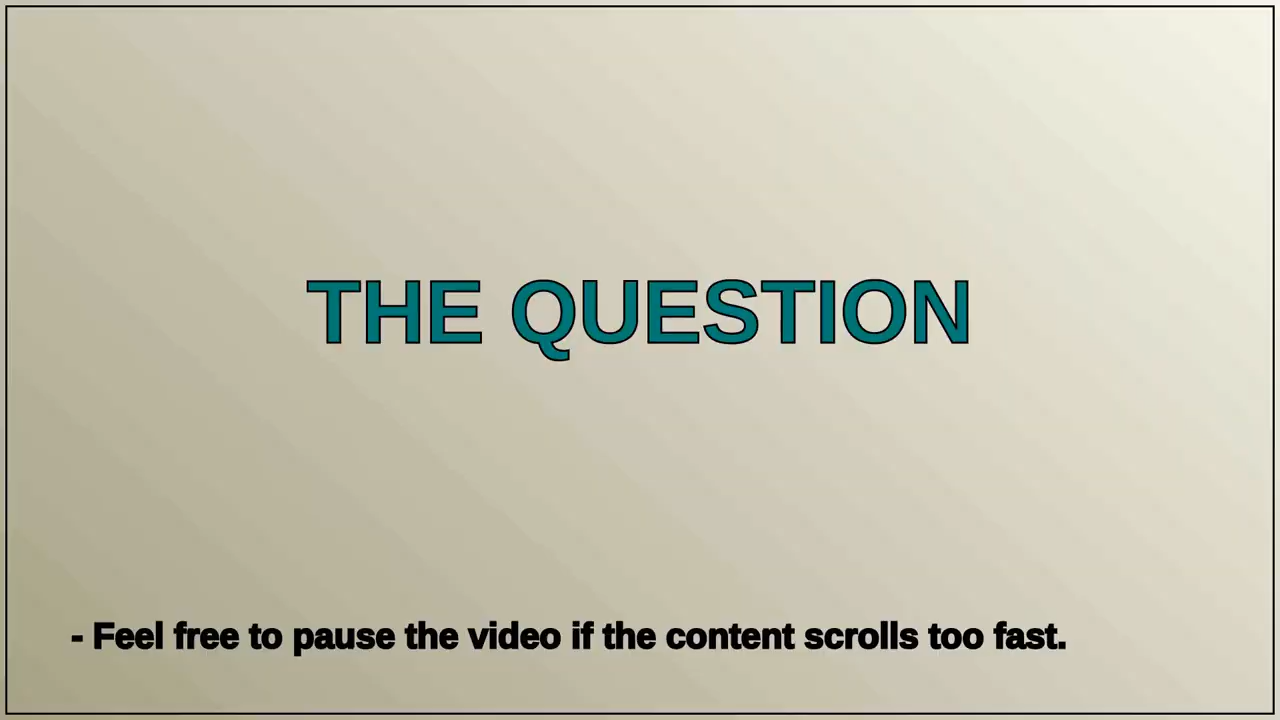 THE QUESTION
- Feel free to pause the video if the content scrolls too fast.